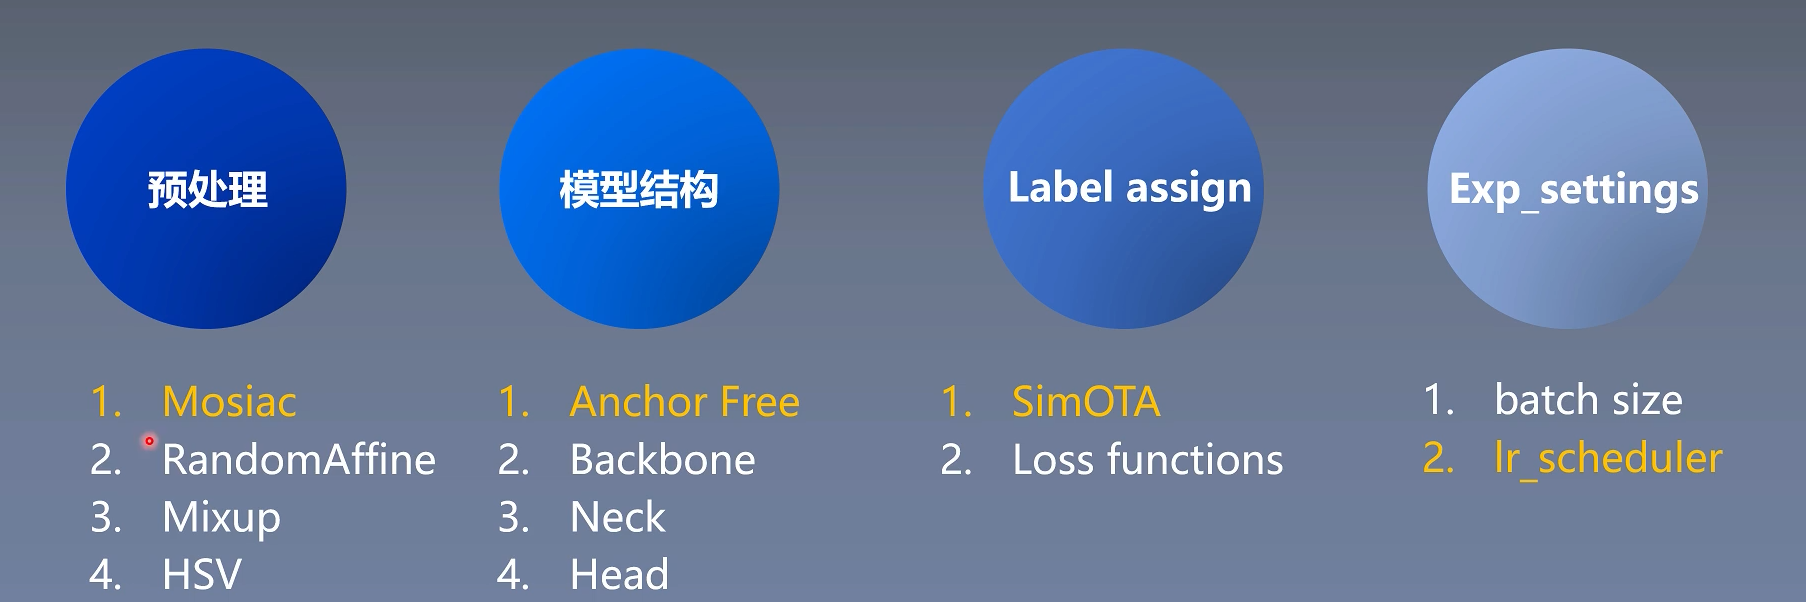 预处理
模型结构
Label assign
Exp_settings
1. Mosiac
2. RandomAffine
3. Mixup
4. HSV
1. Anchor Free
2. Backbone
3. Neck
4. Head
1. SimOTA
2. Loss functions
1. batch size
2. lr_scheduler